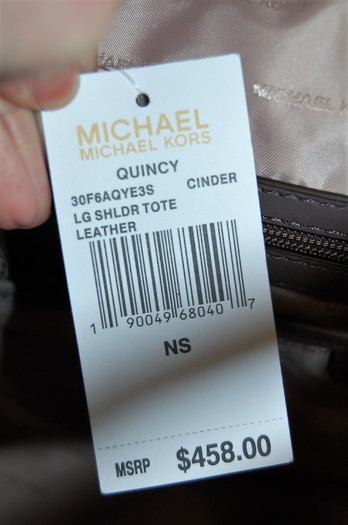 MICHAEL
MICHAEL KORS
QUINCY
30F6AQYE3S CINDER
LG SHLDR TOTE
LEATHER
1 90049 68040 7
NS
MSRP $458.00